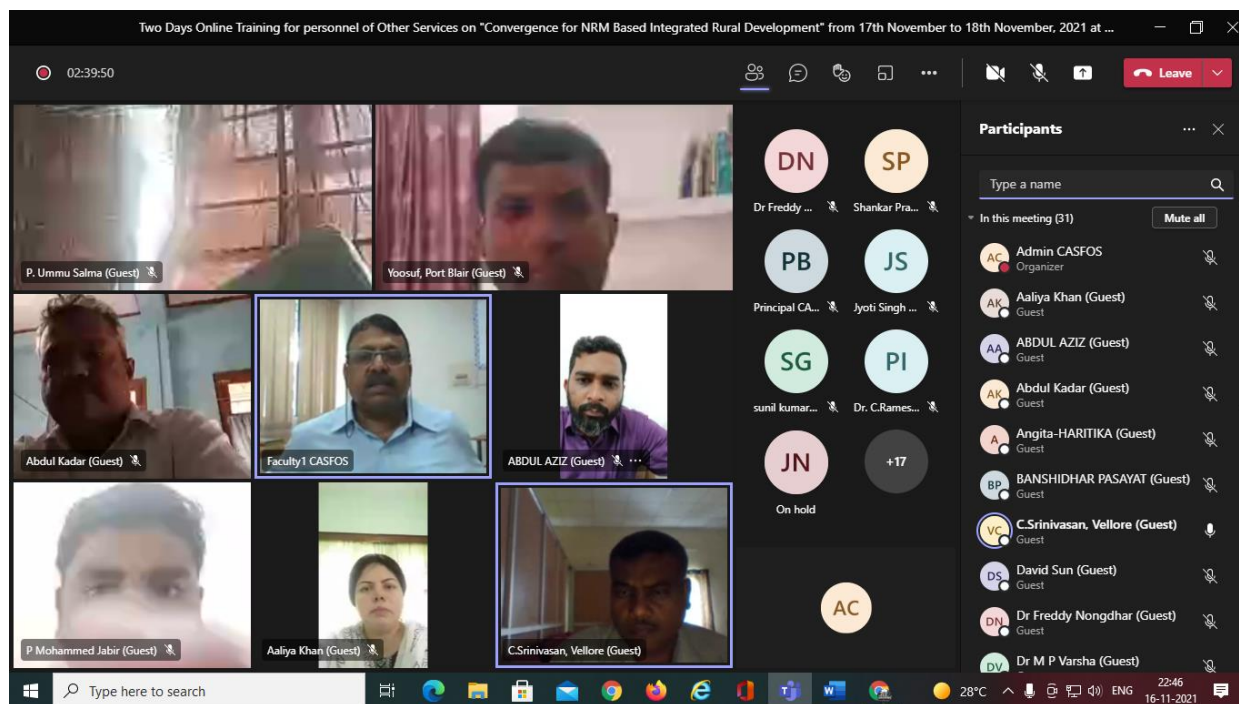 Two Days Online Training for personnel of Other Services on "Convergence for NRM Based Integrated Rural Development" from 17th November to 18th November, 2021 at ...
02:39:50
Leave
P. Ummu Salma (Guest)
Yoosuf, Port Blair (Guest)
Abdul Kadar (Guest)
Faculty1 CASFOS
ABDUL AZIZ (Guest)
P Mohammed Jabir (Guest)
Aaliya Khan (Guest)
C.Srinivasan, Vellore (Guest)
DN
SP
Dr Freddy ...
Shankar Pra...
PB
JS
Principal CA...
Jyoti Singh ...
SG
PI
sunil kumar...
Dr. C.Rames...
JN
+17
On hold
AC
Participants
Type a name
In this meeting (31)
Mute all
AC
Admin CASFOS
Organizer
AK
Aaliya Khan (Guest)
Guest
AA
ABDUL AZIZ (Guest)
Guest
AK
Abdul Kadar (Guest)
Guest
A
Angita-HARITIKA (Guest)
Guest
BP
BANSHIDHAR PASAYAT (Guest)
Guest
VC
C.Srinivasan, Vellore (Guest)
Guest
DS
David Sun (Guest)
Guest
DN
Dr Freddy Nongdhar (Guest)
Guest
DV
Dr M P Varsha (Guest)
Guest
Type here to search
28°C
ENG
22:46
16-11-2021